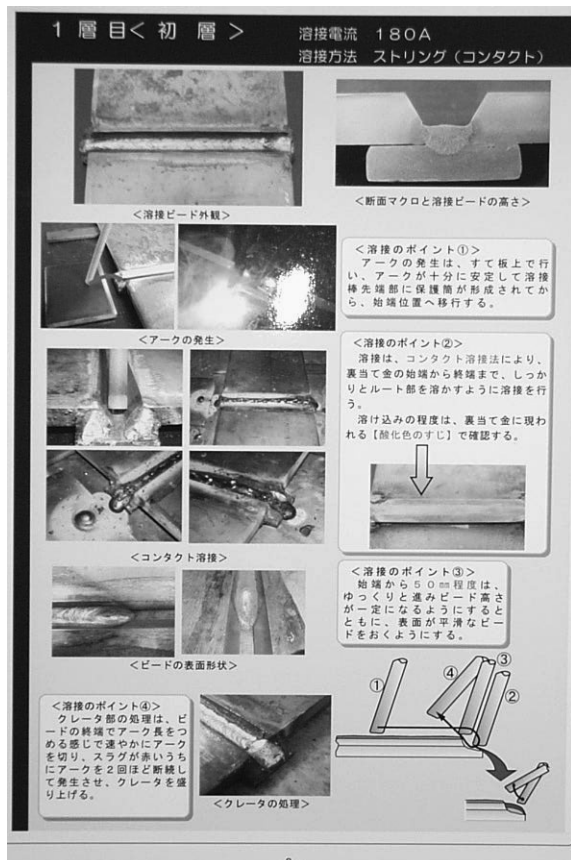 1層目＜初層＞
溶接電流 180A
溶接方法 ストリング（コンタクト）
＜溶接ビード外観＞
＜断面マクロと溶接ビードの高さ＞
＜アークの発生＞
＜溶接のポイント①＞
アークの発生は、すて板上で行
い、アークが十分に安定して溶接
棒先端部に保護筒が形成されてか
ら、始端位置へ移行する。
＜溶接のポイント②＞
溶接は、コンタクト溶接法により、
裏当て金の始端から終端まで、しっか
りとルート部を溶かすように溶接を行
う。
溶け込みの程度は、裏当て金に現わ
れる【酸化色のすじ】で確認する。
＜コンタクト溶接＞
＜溶接のポイント③＞
始端から50㎜程度は、
ゆっくりと進みビード高さ
が一定になるようにすると
ともに、表面が平滑なビー
ドをおくようにする。
＜ビードの表面形状＞
＜溶接のポイント④＞
クレータ部の処理は、ビ
ードの終端でアーク長をつ
める感じで速やかにアーク
を切り、スラグが赤いうち
にアークを2回ほど断続し
て発生させ、クレータを盛
り上げる。
＜クレータの処理＞
①
④
③
②